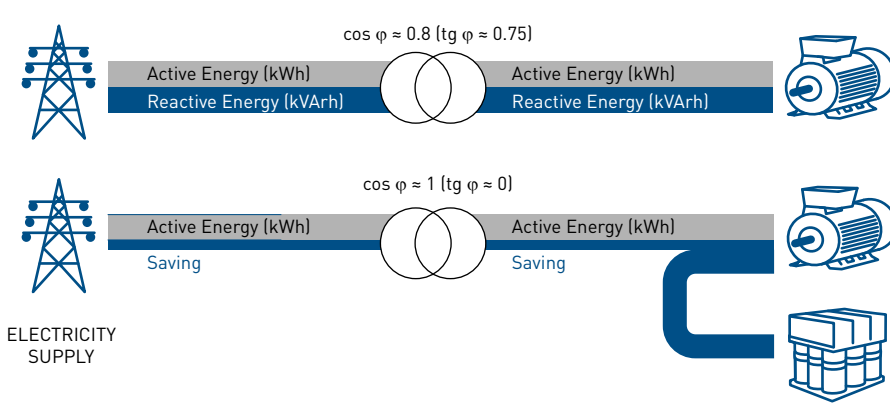 cos φ ≈ 0.8 (tg φ ≈ 0.75)
Active Energy (kWh)
Active Energy (kWh)
Reactive Energy (kVArh)
Reactive Energy (kVArh)
cos φ ≈ 1 (tg φ ≈ 0)
Active Energy (kWh)
Active Energy (kWh)
Saving
Saving
ELECTRICITY
SUPPLY